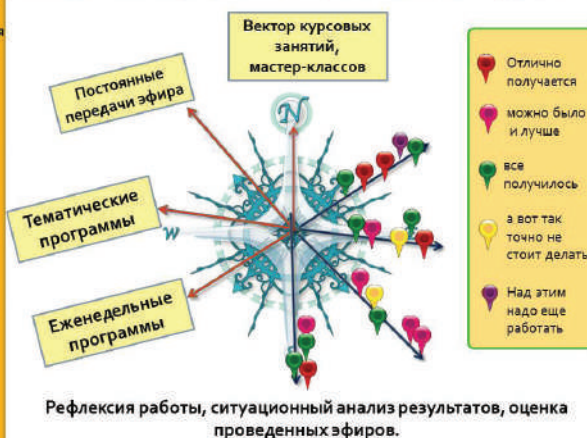 я
Вектор курсовых
занятий,
мастер-классов
Постоянные
передачи эфира
Тематические
программы
Еженедельные
программы
N
w
Отлично
получается
можно было
и лучше
все
получилось
а вот так
точно не
стоит делать
Над этим
надо еще
работать
Рефлексия работы, ситуационный анализ результатов, оценка
проведенных эфиров.